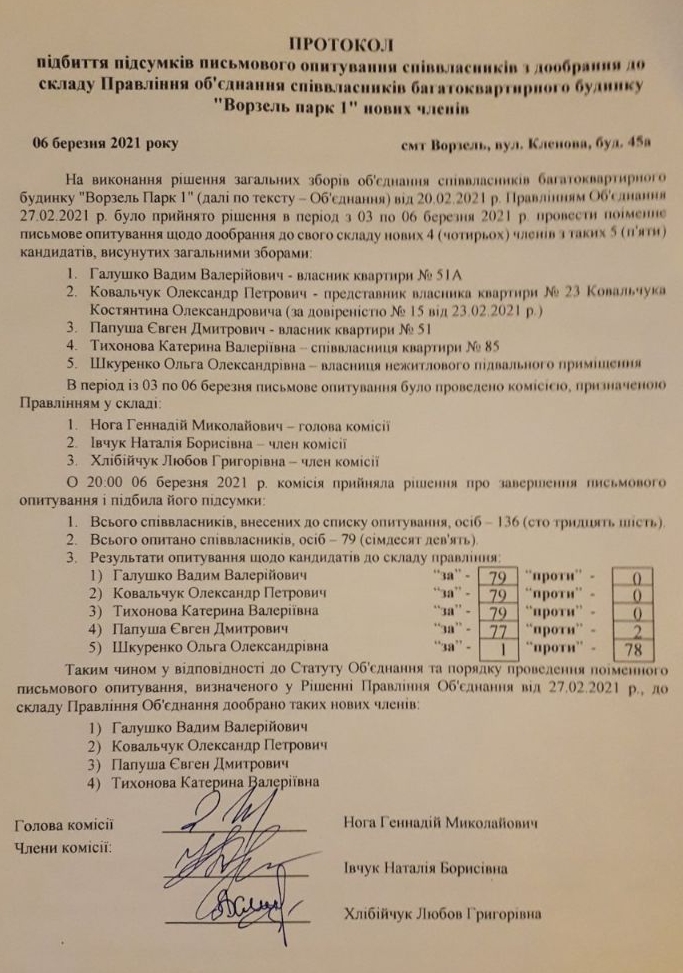 ПРОТОКОЛ
підбиття підсумків письмового опитування співвласників з дообрання до
складу Правління об'єднання співвласників багатоквартирного будинку
"Ворзель парк 1" нових членів
06 березня 2021 року смт Ворзель, вул. Кленова, буд. 45а
На виконання рішення загальних зборів об'єднання співвласників багатоквартирного
будинку "Ворзель Парк 1" (далі по тексту – Об'єднання) від 20.02.2021 р. Правлінням Об'єднання
27.02.2021 р. було прийнято рішення в період з 03 по 06 березня 2021 р. провести поіменне
письмове опитування щодо дообрання до свого складу нових 4 (чотирьох) членів з таких 5 (п'яти)
кандидатів, висунутих загальними зборами:
1. Галушко Вадим Валерійович - власник квартири № 51А
2. Ковальчук Олександр Петрович - представник власника квартири № 23 Ковальчука
Костянтина Олександровича (за довіреністю № 15 від 23.02.2021 р.)
3. Папуша Євген Дмитрович - власник квартири № 51
4. Тихонова Катерина Валеріївна – співвласниця квартири № 85
5. Шкуренко Ольга Олександрівна – власниця нежитлового підвального приміщення
В період із 03 по 06 березня письмове опитування було проведено комісією, призначеною
Правлінням у складі:
1. Нога Геннадій Миколайович – голова комісії
2. Івчук Наталія Борисівна – член комісії
3. Хлібійчук Любов Григорівна – член комісії
О 20:00 06 березня 2021 р. комісія прийняла рішення про завершення письмового
опитування і підбила його підсумки:
1. Всього співвласників, внесених до списку опитування, осіб – 136 (сто тридцять шість).
2. Всього опитано співвласників, осіб – 79 (сімдесят дев'ять).
3. Результати опитування щодо кандидатів до складу правління:
1) Галушко Вадим Валерійович "за" - 79 "проти" - 0
2) Ковальчук Олександр Петрович "за" - 79 "проти" - 0
3) Тихонова Катерина Валеріївна "за" - 79 "проти" - 0
4) Папуша Євген Дмитрович "за" - 77 "проти" - 2
5) Шкуренко Ольга Олександрівна "за" - 1 "проти" - 78
Таким чином у відповідності до Статуту Об'єднання та порядку проведення поіменного
письмового опитування, визначеного у Рішенні Правління Об'єднання від 27.02.2021 р., до
складу Правління Об'єднання дообрано таких нових членів:
1) Галушко Вадим Валерійович
2) Ковальчук Олександр Петрович
3) Папуша Євген Дмитрович
4) Тихонова Катерина Валеріївна
Голова комісії Нога Геннадій Миколайович
Члени комісії:
Івчук Наталія Борисівна
Хлібійчук Любов Григорівна